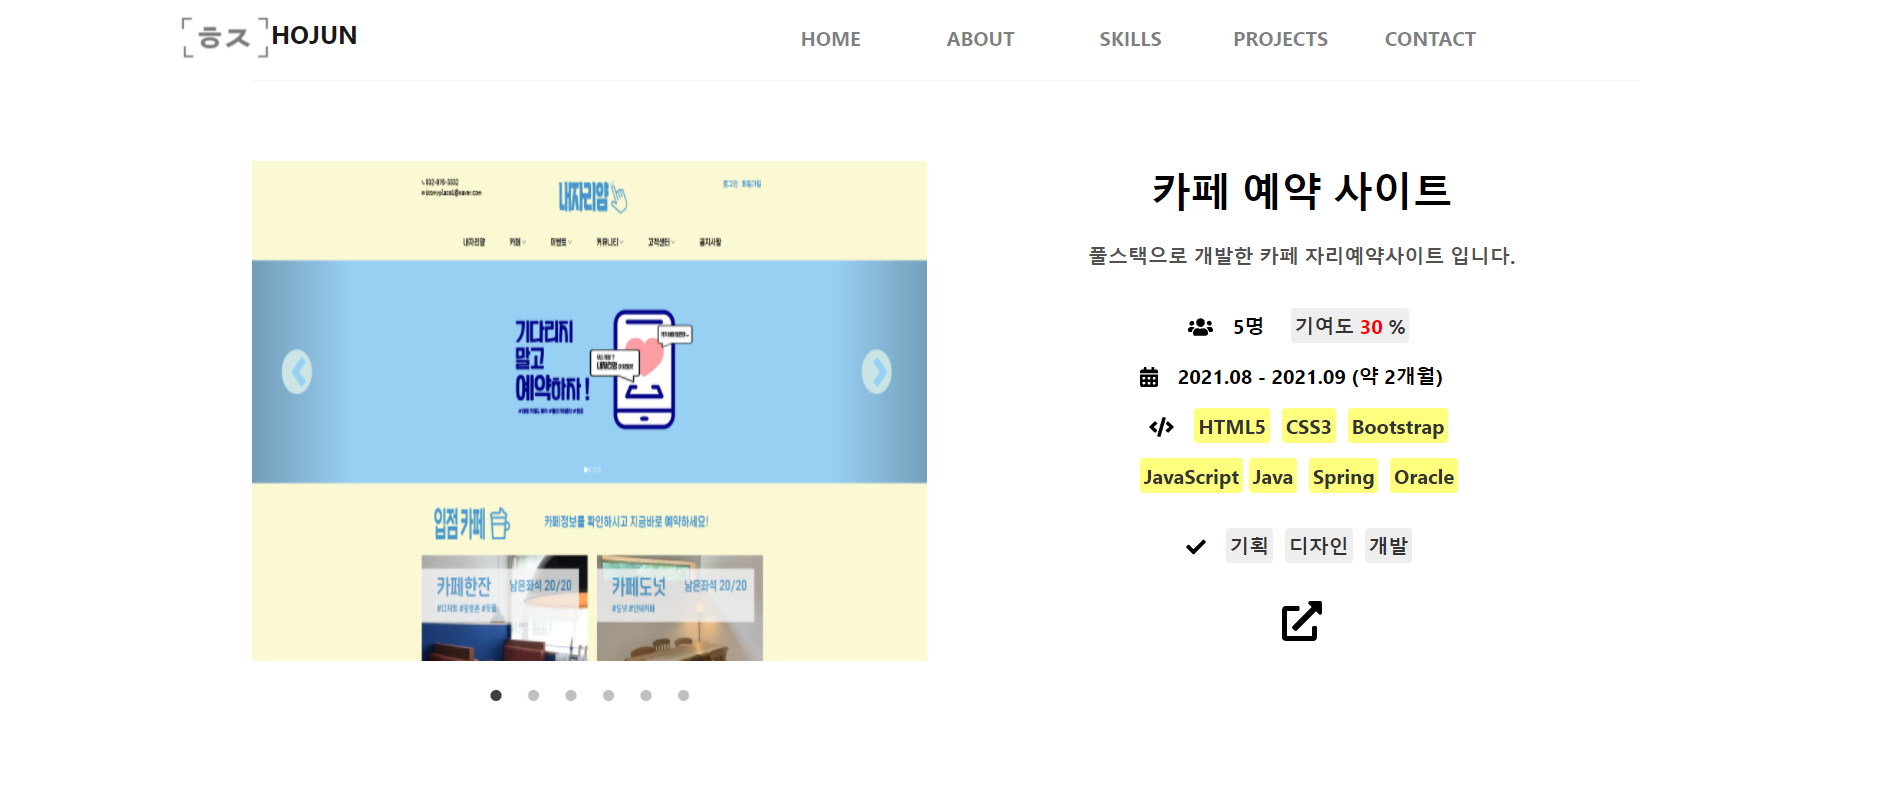 ㅎㅈ HOJUN
HOME ABOUT SKILLS PROJECTS CONTACT
내자리얌
로그인 회원가입
내자리얌 카페 이벤트 커뮤니티 고객센터 공지사항
기다리지
말고
예약하자!
입점 카페 카페정보를 확인하시고 지금바로 예약하세요!
카페한잔 남은좌석 20/20
카페도넛 남은좌석 20/20
카페 예약 사이트
풀스택으로 개발한 카페 자리예약사이트 입니다.
5명 기여도 30 %
2021.08 - 2021.09 (약 2개월)
HTML5 CSS3 Bootstrap
JavaScript Java Spring Oracle
기획 디자인 개발